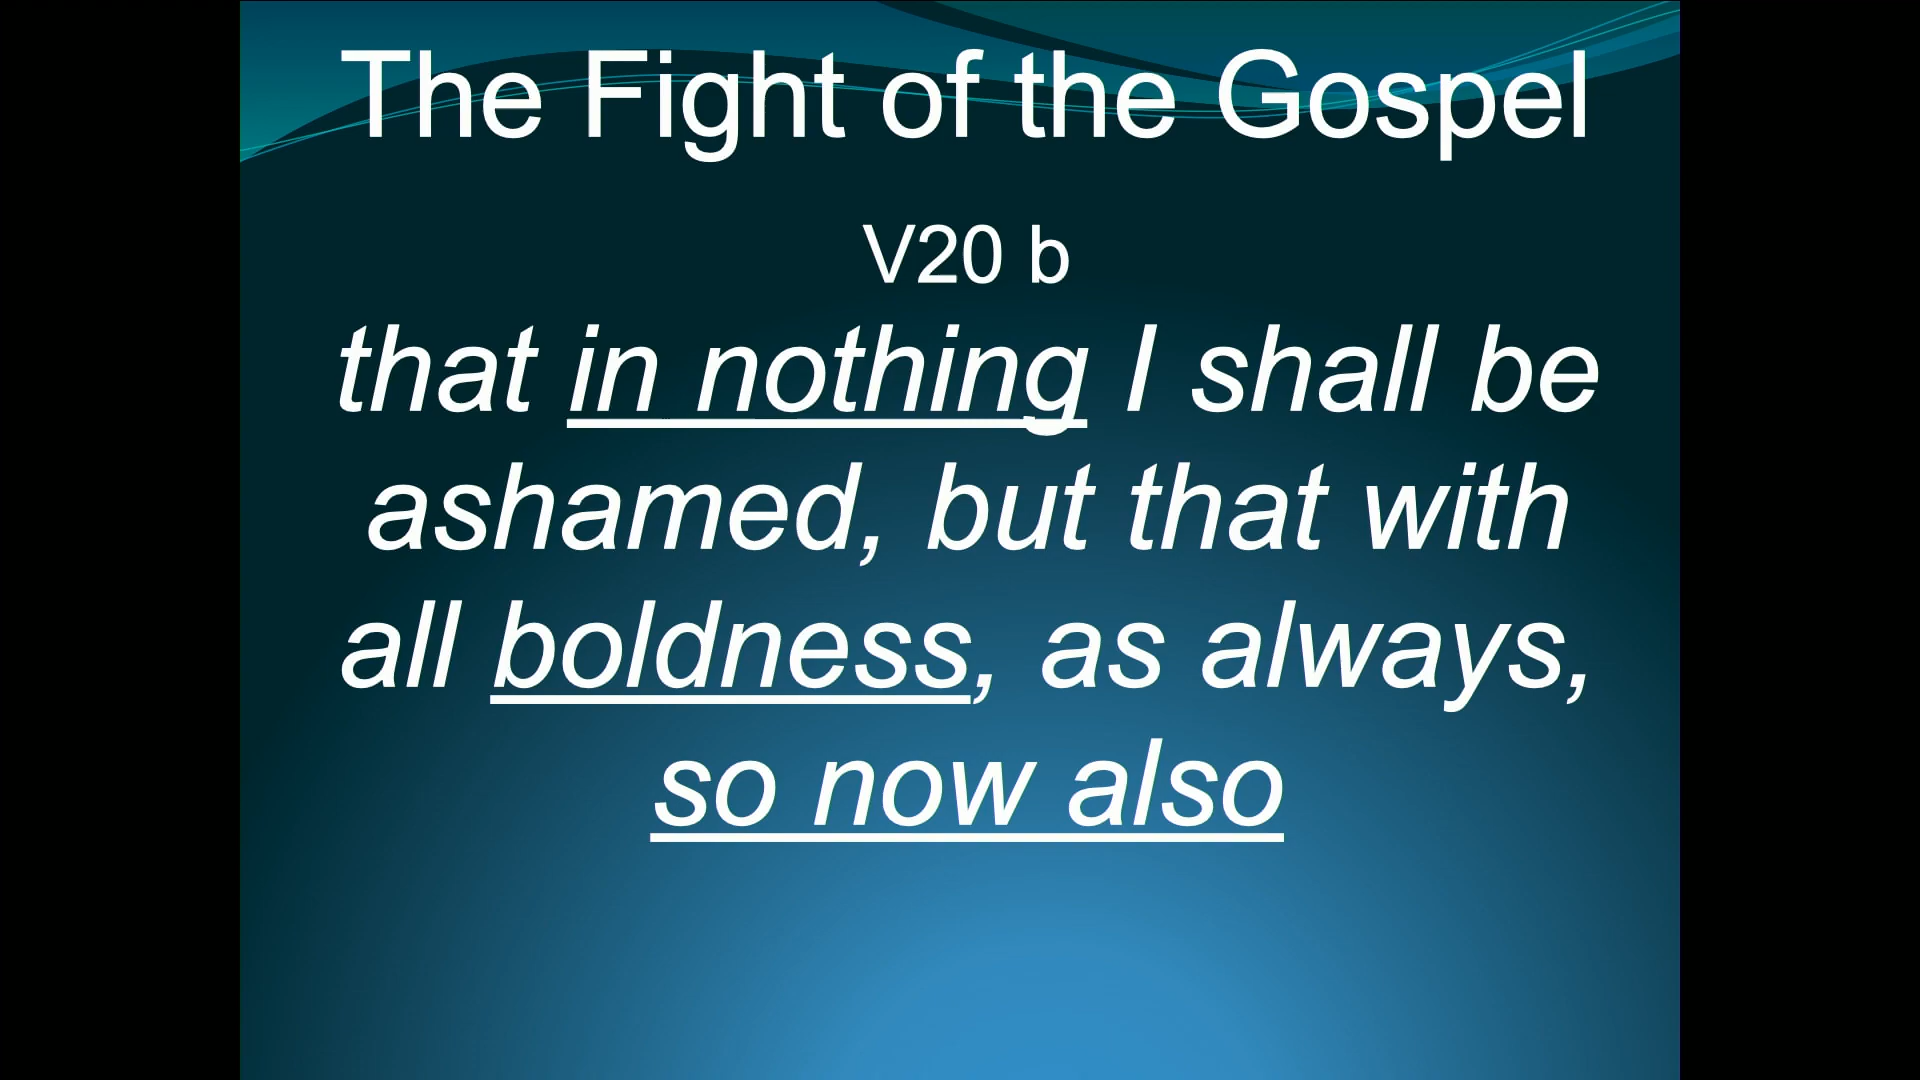 The Fight of the Gospel
V20 b
that in nothing I shall be
ashamed, but that with
all boldness, as always,
so now also